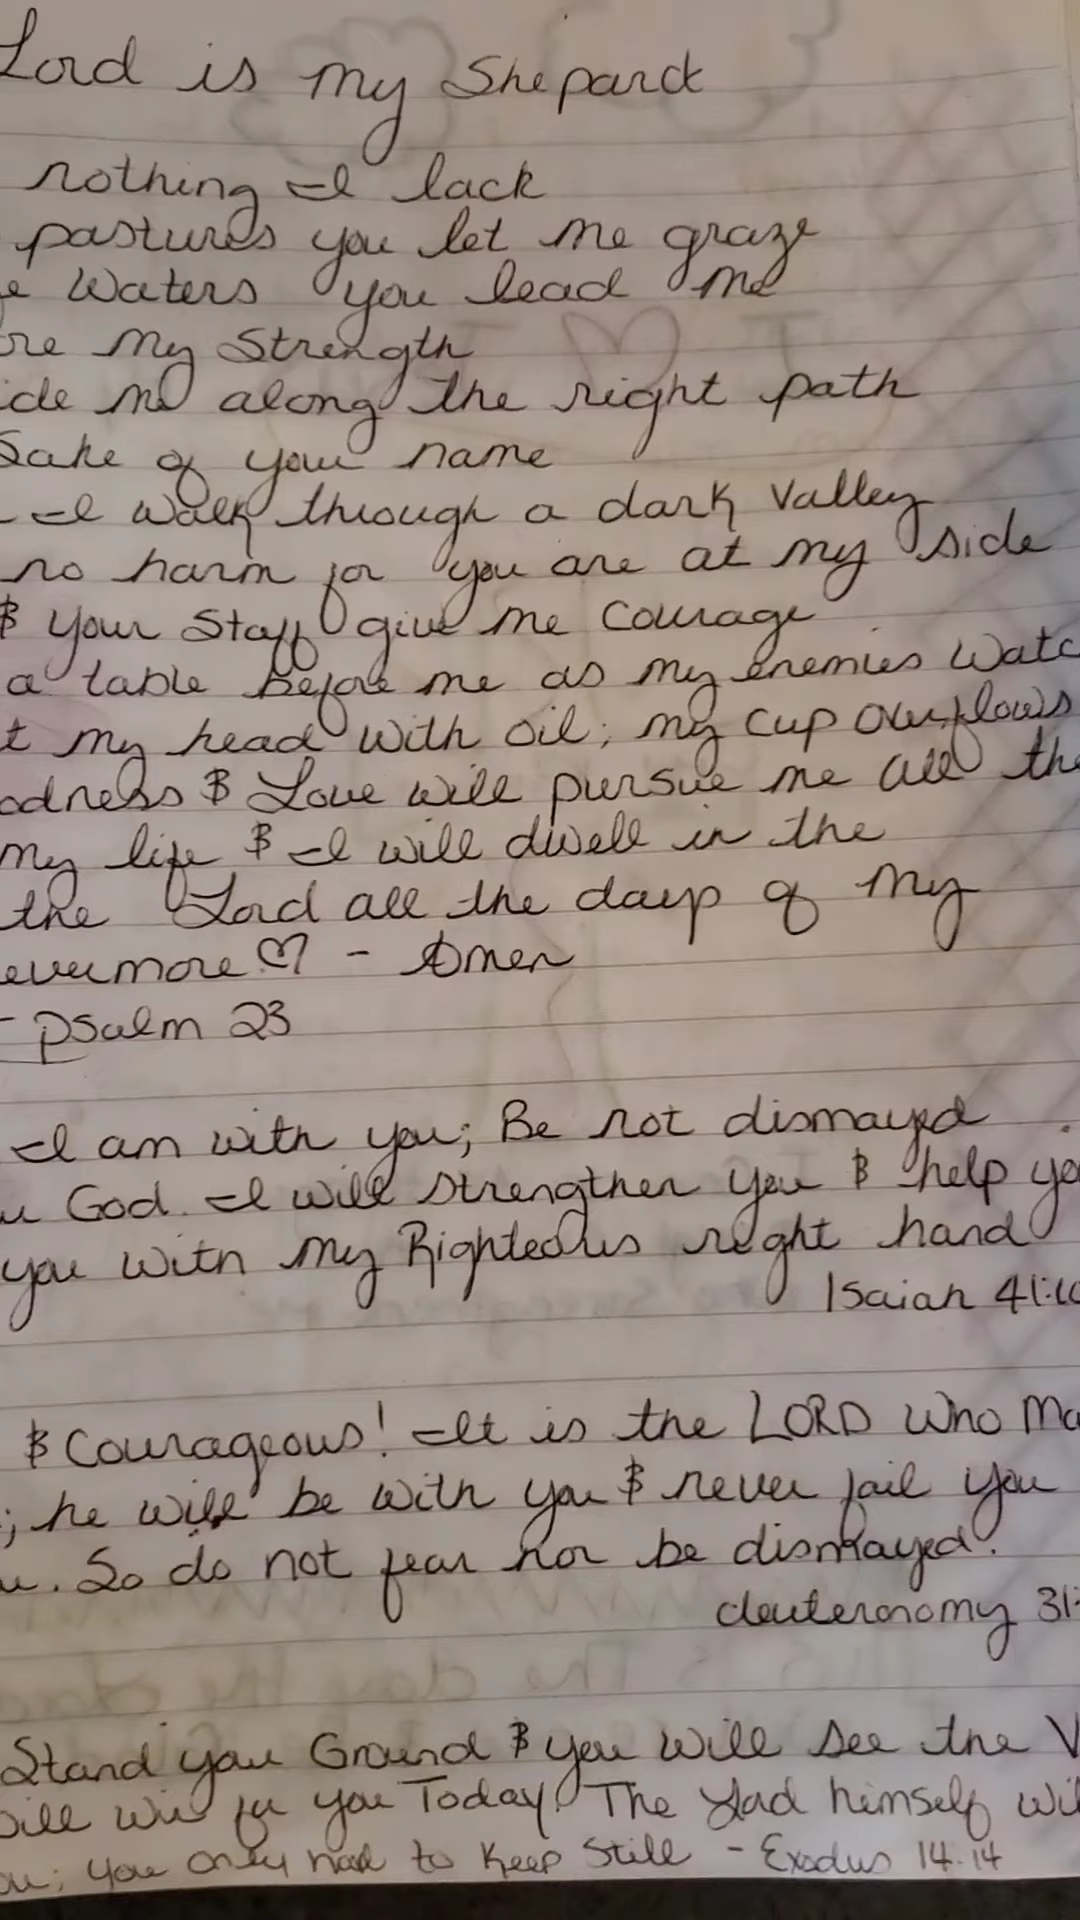 Lord is my Shepard
nothing I lack
pastures you let me graze
e Waters you lead me
ore my Strength
ide me along the right path
Sake of your name
I walk through a dark Valley
no harm for you are at my side
& your Staff give me Courage
a table before me as my enemies Watc
t my head with oil; my cup overflows
odness & Love will pursue me all the
my life & I will dwell in the
the Lord all the days of my
evermore ♡ - Amen
- Psalm 23
I am with you; Be not dismayed
u God. I will strengthen you & help yo
you with my Righteous right hand
Isaiah 41:10
& Courageous! It is the LORD Who Ma
; he will be with you & never fail you
u. So do not fear nor be dismayed.
deuteronomy 31:
Stand your Ground & you will see the V
will win for you Today. The Lord himself wil
ou; you only had to Keep Still - Exodus 14.14